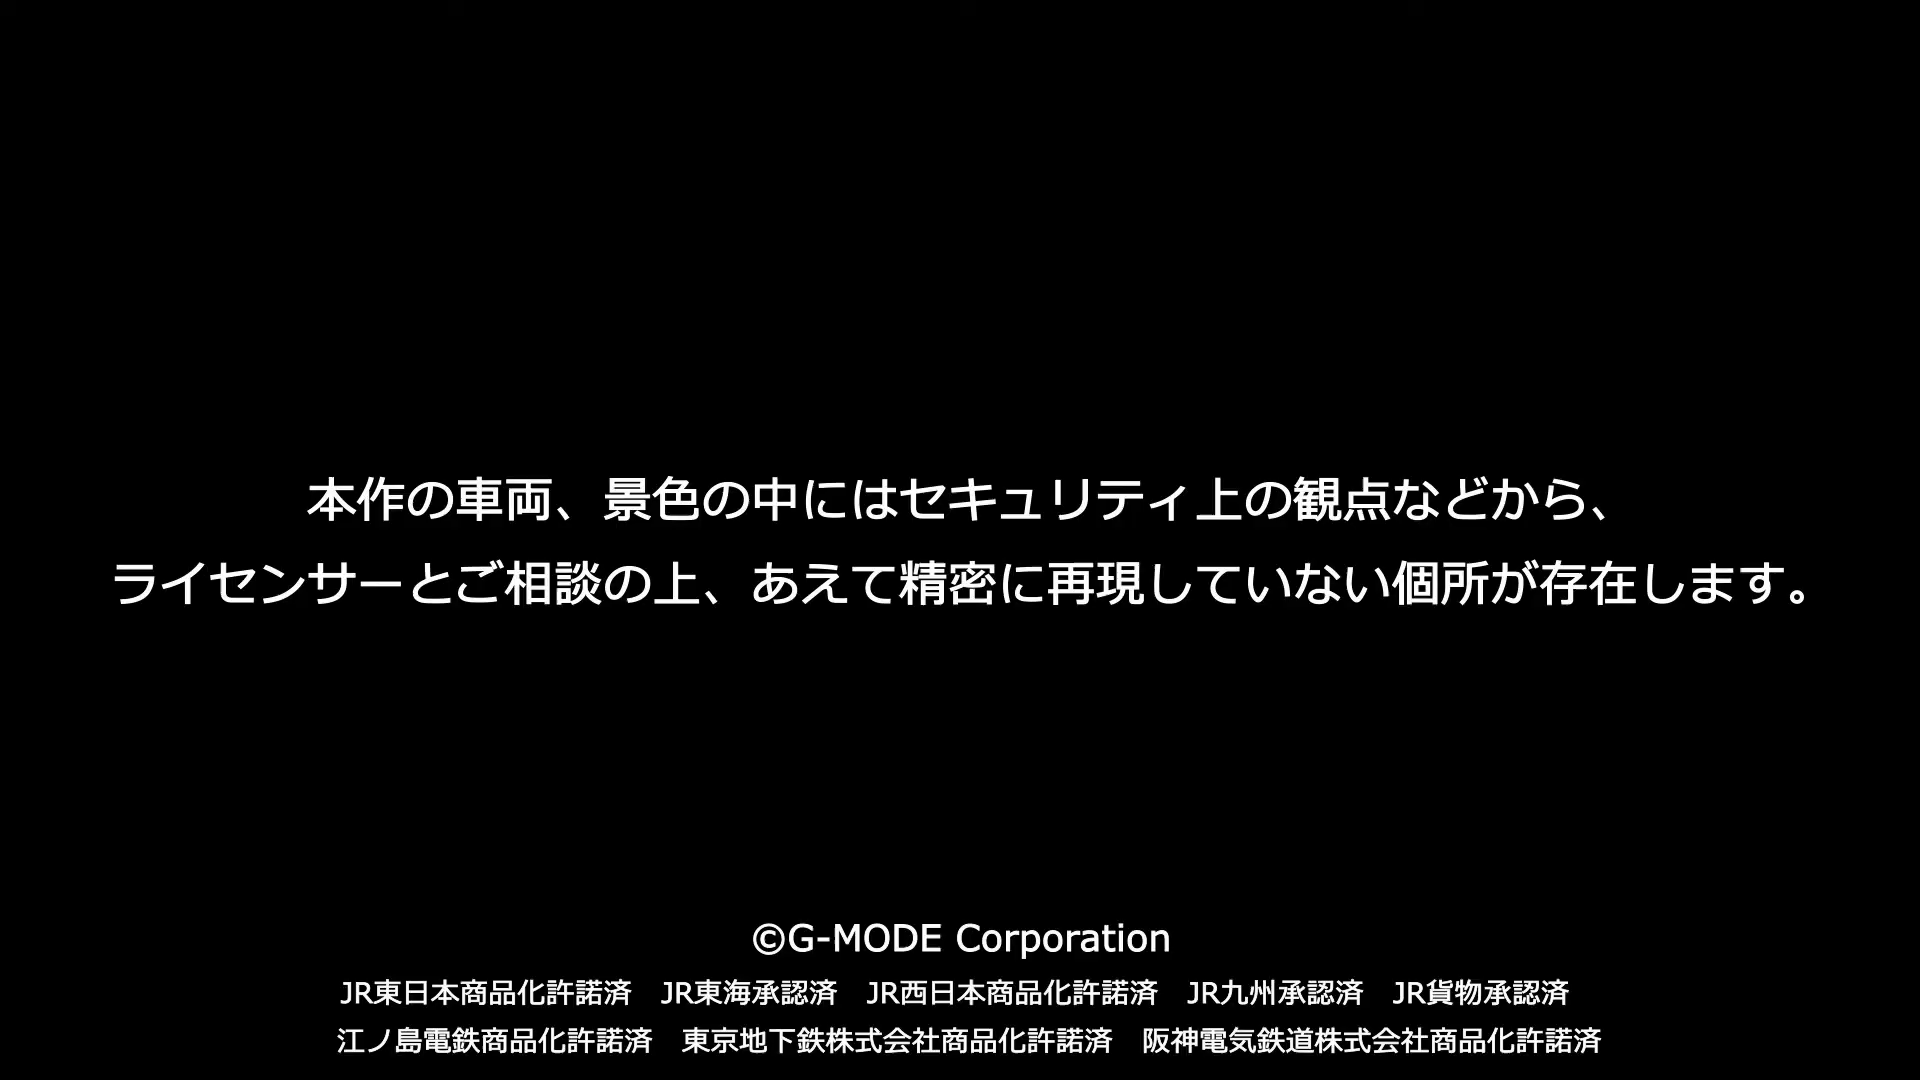 本作の車両、景色の中にはセキュリティ上の観点などから、
ライセンサーとご相談の上、あえて精密に再現していない個所が存在します。
©G-MODE Corporation
JR東日本商品化許諾済　JR東海承認済　JR西日本商品化許諾済　JR九州承認済　JR貨物承認済
江ノ島電鉄商品化許諾済　東京地下鉄株式会社商品化許諾済　阪神電気鉄道株式会社商品化許諾済